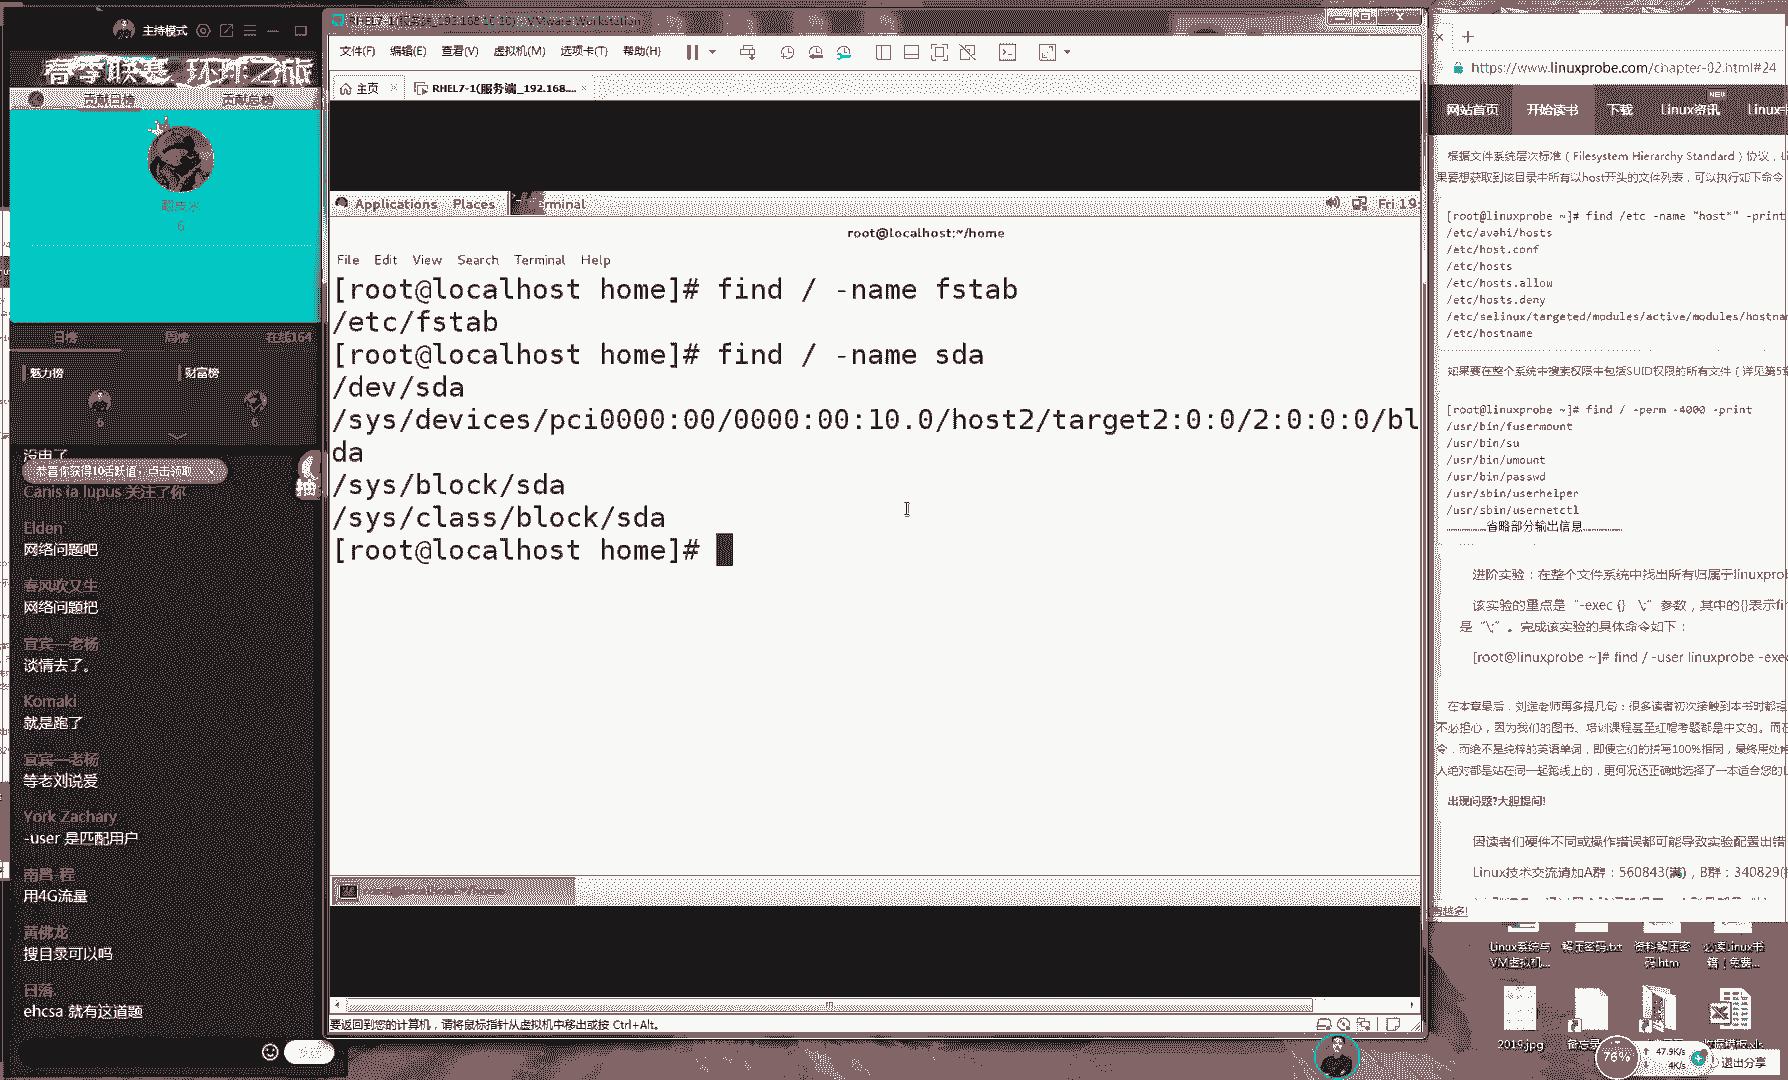 主持模式
春季联赛 环球之旅
贡献日榜 贡献总榜
日榜 周榜 在线164
魅力榜 财富榜
6 6
没申了
恭喜你获得10活跃值，点击领取
抽
Canis la lupus 关注了你
Elden
网络问题吧
春风吹又生
网络问题把
宜宾—老杨
谈情去了。
Komaki
就是跑了
宜宾—老杨
等老刘说爱
York Zachary
-user 是匹配用户
南昌 程
用4G流量
黄佛龙
搜目录可以吗
日落.
ehcsa 就有这道题
文件(F) 编辑(E) 查看(V) 虚拟机(M) 选项卡(T) 帮助(H)
主页 RHEL7-1(服务端_192.168....
Applications Places Fri 19:
root@localhost:~/home
File Edit View Search Terminal Help
[root@localhost home]# find / -name fstab
/etc/fstab
[root@localhost home]# find / -name sda
/dev/sda
/sys/devices/pci0000:00/0000:00:10.0/host2/target2:0:0/2:0:0:0/bl
da
/sys/block/sda
/sys/class/block/sda
[root@localhost home]#
要返回到您的计算机，请将鼠标指针从虚拟机中移出或按 Ctrl+Alt。
https://www.linuxprobe.com/chapter-02.html#24
网站首页 开始读书 下载 Linux资讯 NEW Linux
根据文件系统层次标准（Filesystem Hierarchy Standard）协议，
果要想获取到该目录中所有以host开头的文件列表，可以执行如下命令
[root@linuxprobe ~]# find /etc -name "host*" -print
/etc/avahi/hosts
/etc/host.conf
/etc/hosts
/etc/hosts.allow
/etc/hosts.deny
/etc/selinux/targeted/modules/active/modules/hostna
/etc/hostname
如果要在整个系统中搜索权限中包括SUID权限的所有文件（详见第5
[root@linuxprobe ~]# find / -perm -4000 -print
/usr/bin/fusermount
/usr/bin/su
/usr/bin/umount
/usr/bin/passwd
/usr/sbin/userhelper
/usr/sbin/usernetctl
………………省略部分输出信息………………
进阶实验：在整个文件系统中找出所有归属于linuxprob
该实验的重点是“-exec {} \;”参数，其中的{}表示fi
是“\;”。完成该实验的具体命令如下：
[root@linuxprobe ~]# find / -user linuxprobe -exec
在本章最后，刘遄老师再多提几句：很多读者初次接触到本书时都
不必担心，因为我们的图书、培训课程甚至红帽考题都是中文的。而
令，而绝不是纯粹的英语单词，即便它们的拼写100%相同，最终用处
人绝对都是站在同一起跑线上的，更何况还正确地选择了一本适合您的
出现问题?大胆提问!
因读者们硬件不同或操作错误都可能导致实验配置出错
Linux技术交流请加A群：560843(满)，B群：340829(
Linux系统与VM虚拟机... 解压密码.txt 资料解压密码.htm 必读Linux书籍（免费...
2019.jpg 备忘录
76% 47.9K/s 4K/s 退出分享